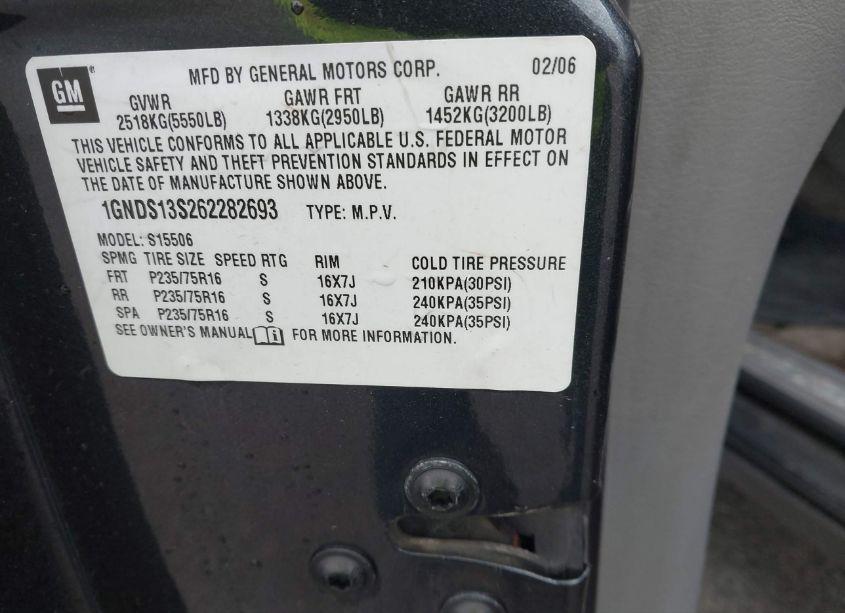 GM
MFD BY GENERAL MOTORS CORP. 02/06
GVWR GAWR FRT GAWR RR
2518KG(5550LB) 1338KG(2950LB) 1452KG(3200LB)
THIS VEHICLE CONFORMS TO ALL APPLICABLE U.S. FEDERAL MOTOR
VEHICLE SAFETY AND THEFT PREVENTION STANDARDS IN EFFECT ON
THE DATE OF MANUFACTURE SHOWN ABOVE.
1GNDS13S262282693 TYPE: M.P.V.
MODEL: S15506
SPMG TIRE SIZE SPEED RTG RIM COLD TIRE PRESSURE
FRT P235/75R16 S 16X7J 210KPA(30PSI)
RR P235/75R16 S 16X7J 240KPA(35PSI)
SPA P235/75R16 S 16X7J 240KPA(35PSI)
SEE OWNER'S MANUAL FOR MORE INFORMATION.